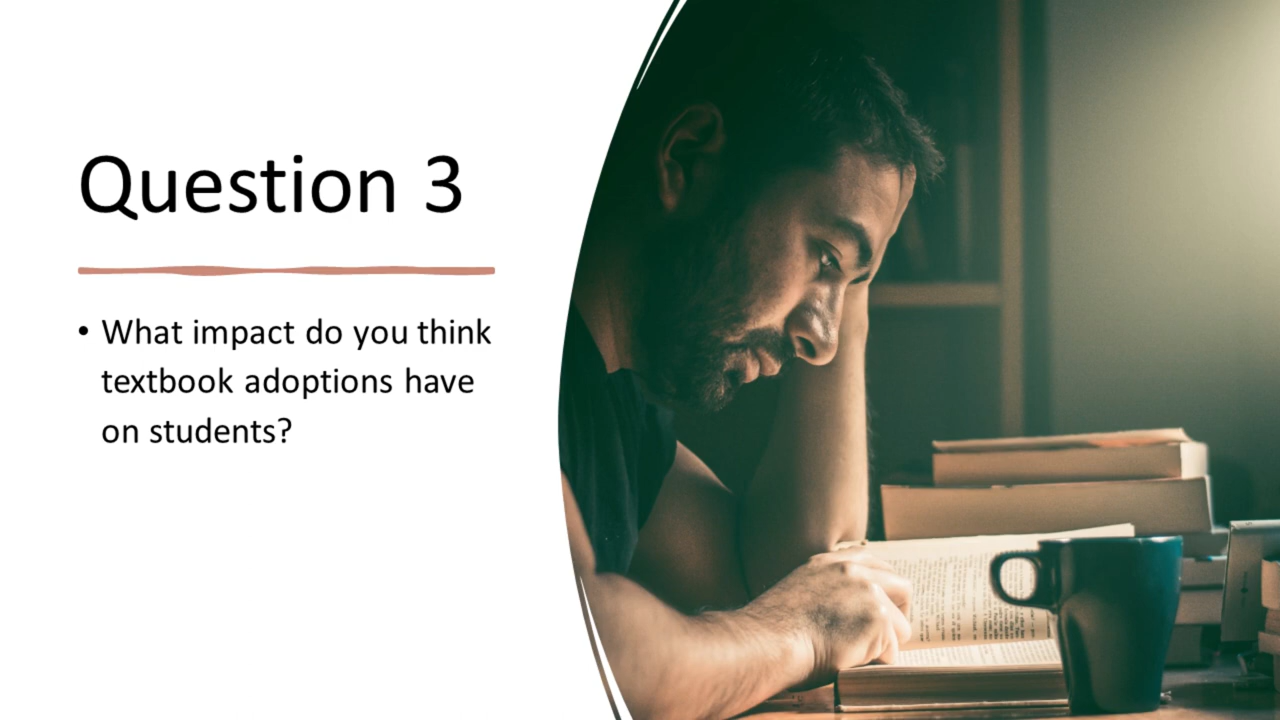 Question 3
• What impact do you think
textbook adoptions have
on students?